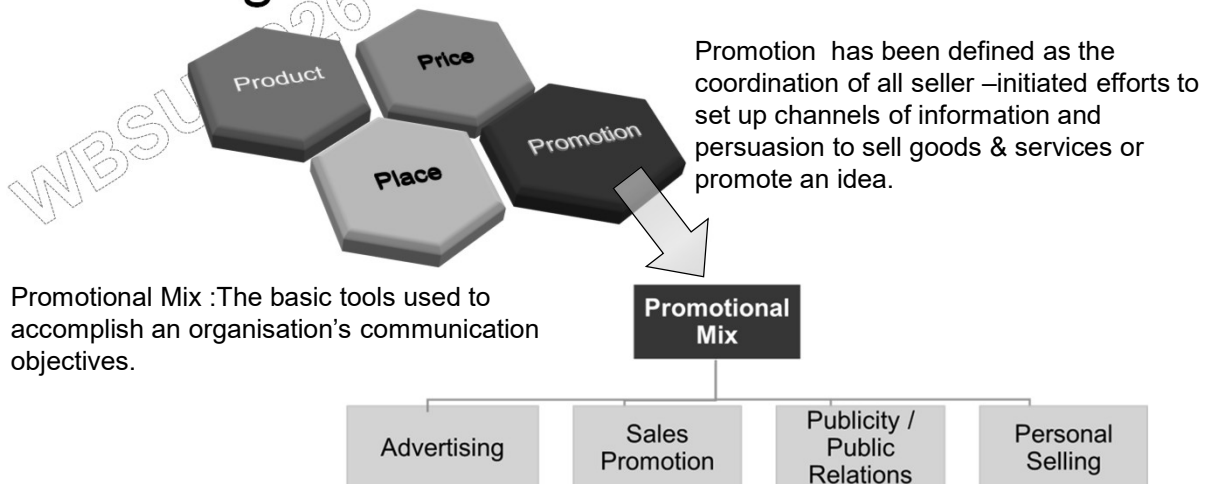 Product
Price
Place
Promotion
Promotion has been defined as the
coordination of all seller –initiated efforts to
set up channels of information and
persuasion to sell goods & services or
promote an idea.
Promotional Mix :The basic tools used to
accomplish an organisation’s communication
objectives.
Promotional
Mix
Advertising
Sales
Promotion
Publicity /
Public
Relations
Personal
Selling